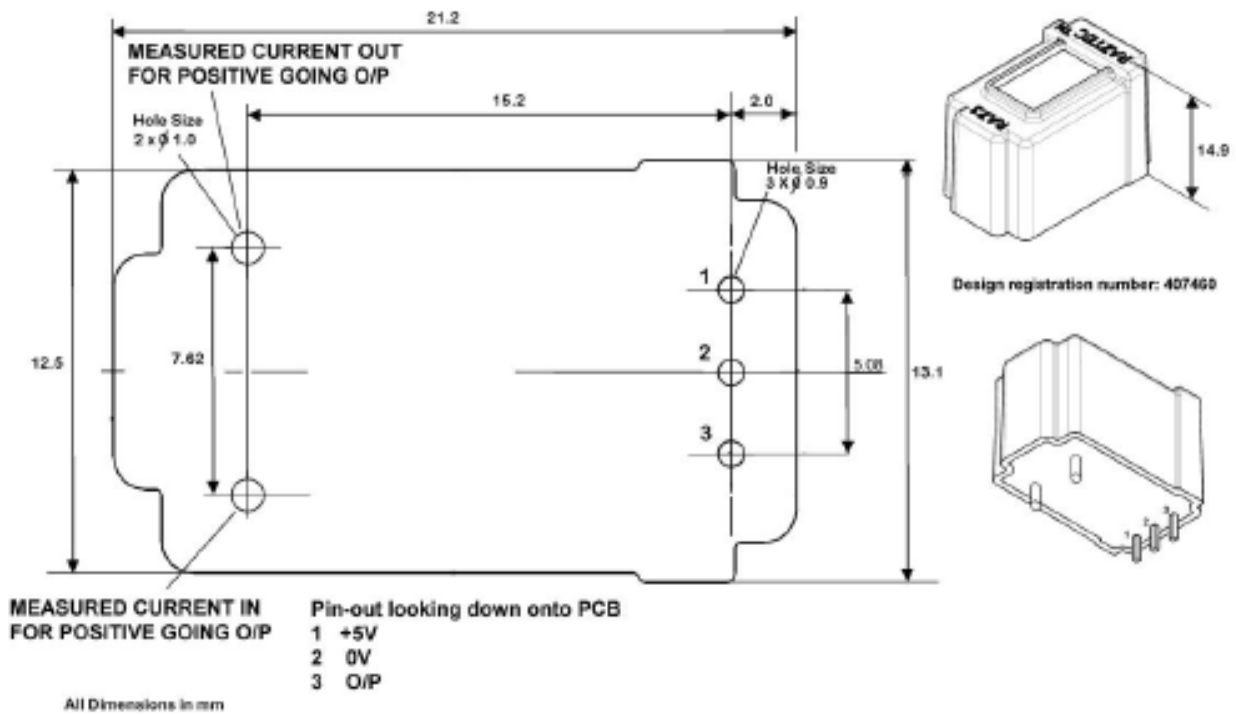 21.2
MEASURED CURRENT OUT
FOR POSITIVE GOING O/P
15.2
2.0
Hole Size
2 x ϕ 1.0
Hole Size
3 X ϕ 0.9
14.9
1
Design registration number: 407460
12.5
7.62
2
5.08
13.1
3
1
2
3
MEASURED CURRENT IN
FOR POSITIVE GOING O/P
Pin-out looking down onto PCB
1 +5V
2 0V
3 O/P
All Dimensions in mm